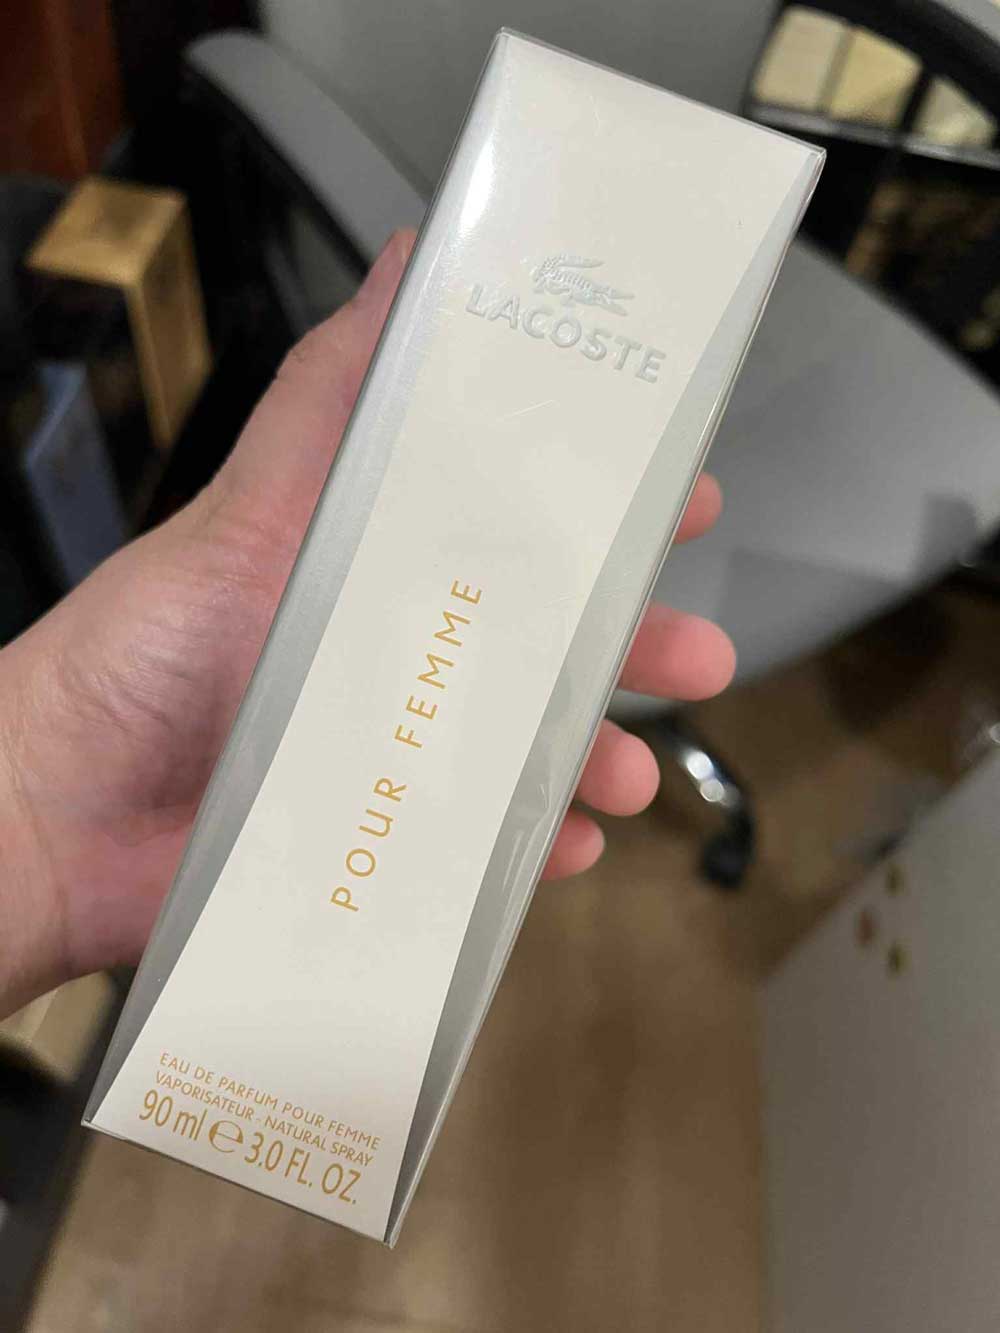 LACOSTE
POUR FEMME
EAU DE PARFUM POUR FEMME
VAPORISATEUR - NATURAL SPRAY
90 ml ℮ 3.0 FL. OZ.